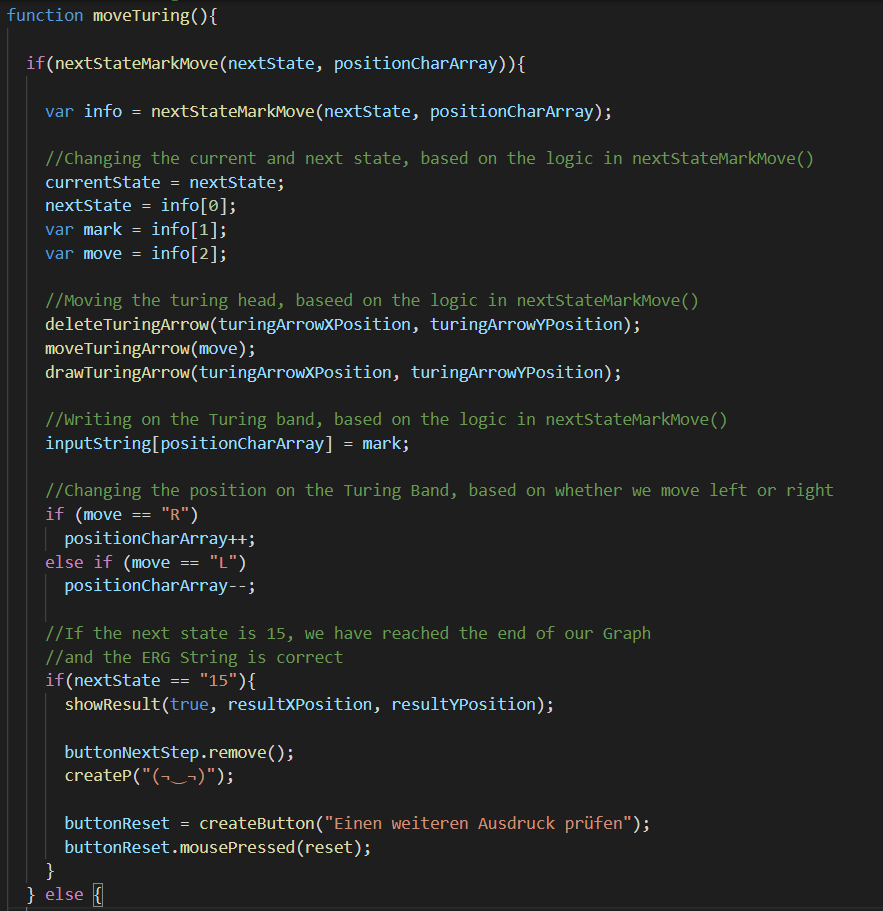 function moveTuring(){
if(nextStateMarkMove(nextState, positionCharArray)){
var info = nextStateMarkMove(nextState, positionCharArray);
//Changing the current and next state, based on the logic in nextStateMarkMove()
currentState = nextState;
nextState = info[0];
var mark = info[1];
var move = info[2];
//Moving the turing head, baseed on the logic in nextStateMarkMove()
deleteTuringArrow(turingArrowXPosition, turingArrowYPosition);
moveTuringArrow(move);
drawTuringArrow(turingArrowXPosition, turingArrowYPosition);
//Writing on the Turing band, based on the logic in nextStateMarkMove()
inputString[positionCharArray] = mark;
//Changing the position on the Turing Band, based on whether we move left or right
if (move == "R")
positionCharArray++;
else if (move == "L")
positionCharArray--;
//If the next state is 15, we have reached the end of our Graph
//and the ERG String is correct
if(nextState == "15"){
showResult(true, resultXPosition, resultYPosition);
buttonNextStep.remove();
createP("(¬‿¬)");
buttonReset = createButton("Einen weiteren Ausdruck prüfen");
buttonReset.mousePressed(reset);
}
} else {